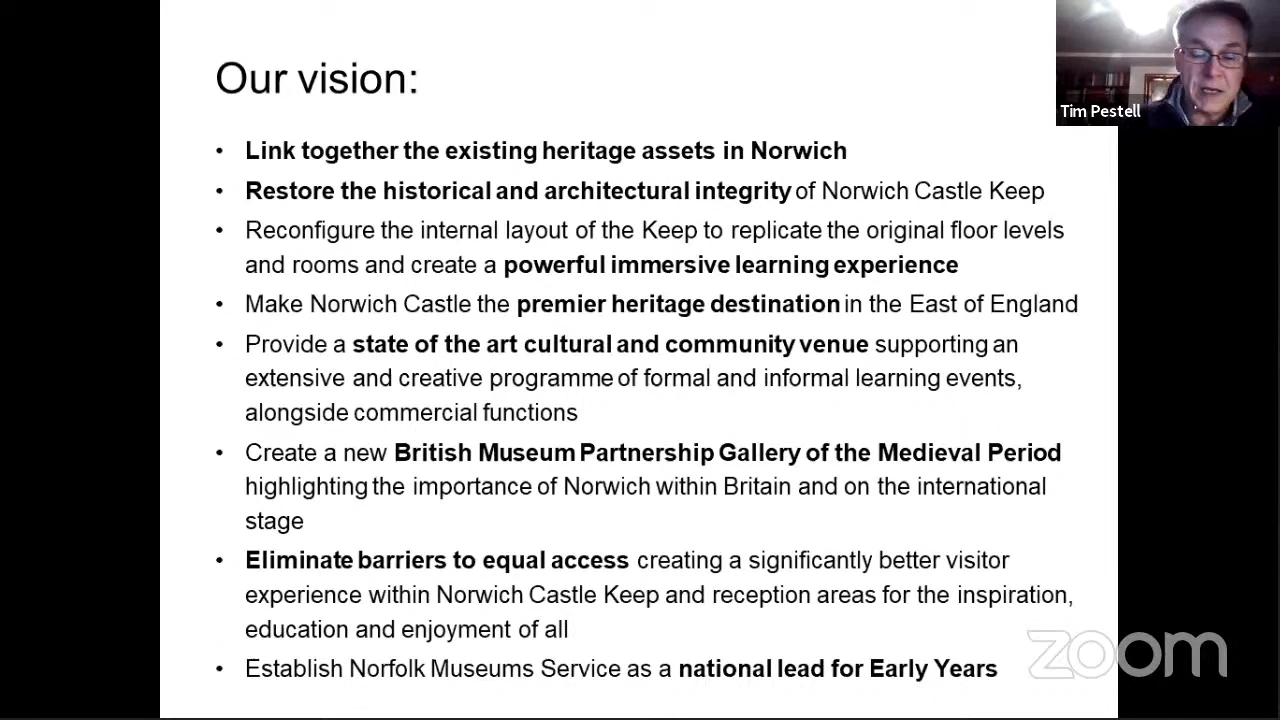 Our vision:
Tim Pestell
• Link together the existing heritage assets in Norwich
• Restore the historical and architectural integrity of Norwich Castle Keep
• Reconfigure the internal layout of the Keep to replicate the original floor levels
and rooms and create a powerful immersive learning experience
• Make Norwich Castle the premier heritage destination in the East of England
• Provide a state of the art cultural and community venue supporting an
extensive and creative programme of formal and informal learning events,
alongside commercial functions
• Create a new British Museum Partnership Gallery of the Medieval Period
highlighting the importance of Norwich within Britain and on the international
stage
• Eliminate barriers to equal access creating a significantly better visitor
experience within Norwich Castle Keep and reception areas for the inspiration,
education and enjoyment of all
• Establish Norfolk Museums Service as a national lead for Early Years
zoom